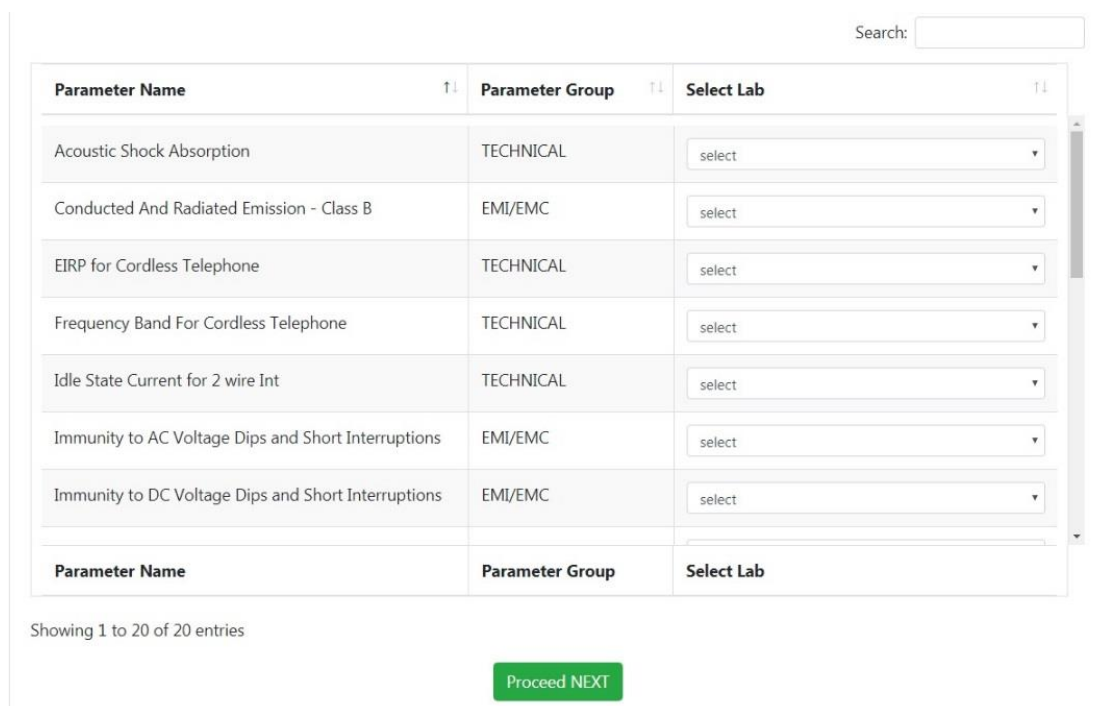 Search:
Parameter Name Parameter Group Select Lab
Acoustic Shock Absorption TECHNICAL select
Conducted And Radiated Emission - Class B EMI/EMC select
EIRP for Cordless Telephone TECHNICAL select
Frequency Band For Cordless Telephone TECHNICAL select
Idle State Current for 2 wire Int TECHNICAL select
Immunity to AC Voltage Dips and Short Interruptions EMI/EMC select
Immunity to DC Voltage Dips and Short Interruptions EMI/EMC select
Parameter Name Parameter Group Select Lab
Showing 1 to 20 of 20 entries
Proceed NEXT